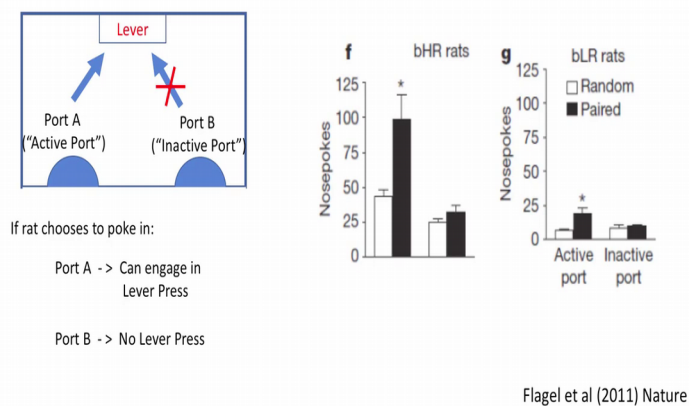 Lever
Port A
("Active Port")
Port B
("Inactive Port")
If rat chooses to poke in:
Port A -> Can engage in
Lever Press
Port B -> No Lever Press
f bHR rats
Nosepokes
125
100
75
50
25
0
*
g bLR rats
Nosepokes
125
100
75
50
25
0
Random
Paired
*
Active Inactive
port port
Flagel et al (2011) Nature